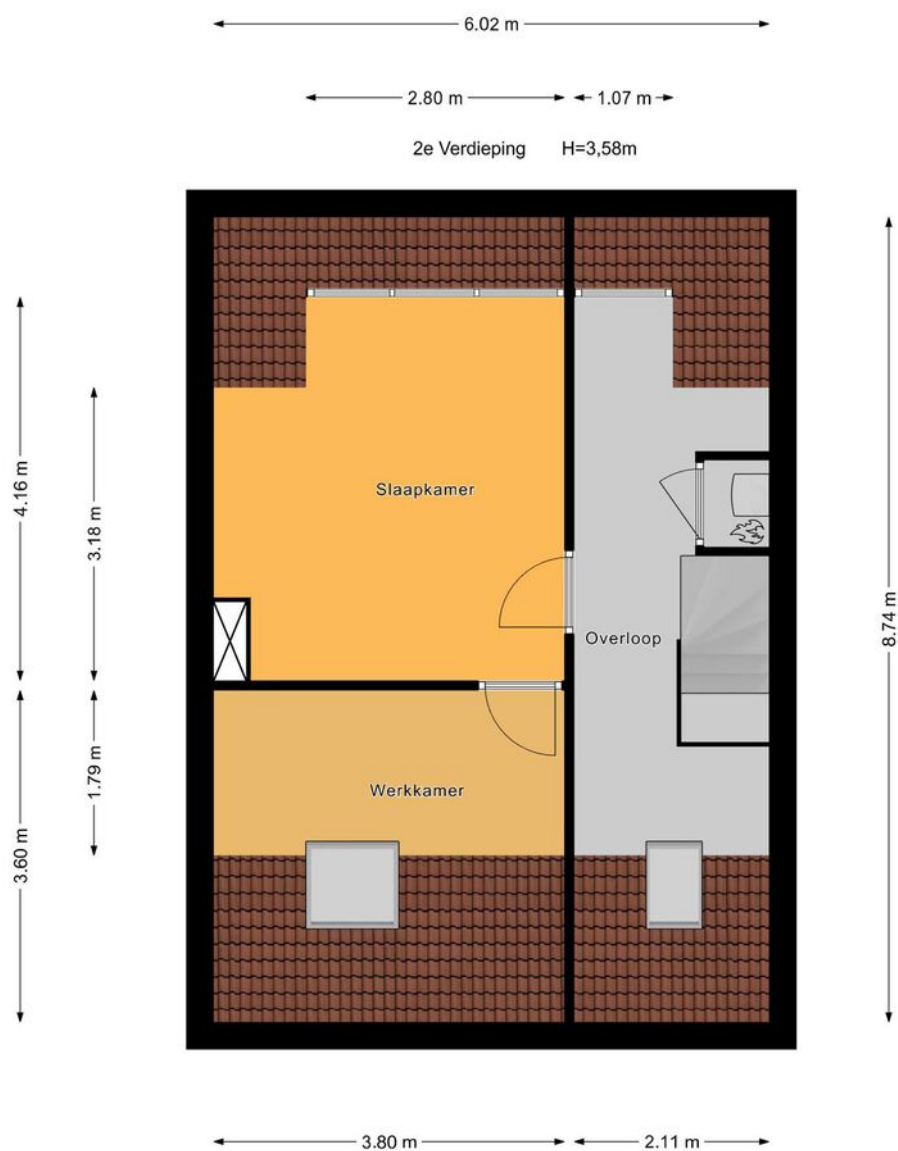 6.02 m
2.80 m 1.07 m
2e Verdieping H=3,58m
4.16 m
3.18 m
Slaapkamer
8.74 m
Overloop
1.79 m
Werkkamer
3.60 m
3.80 m 2.11 m